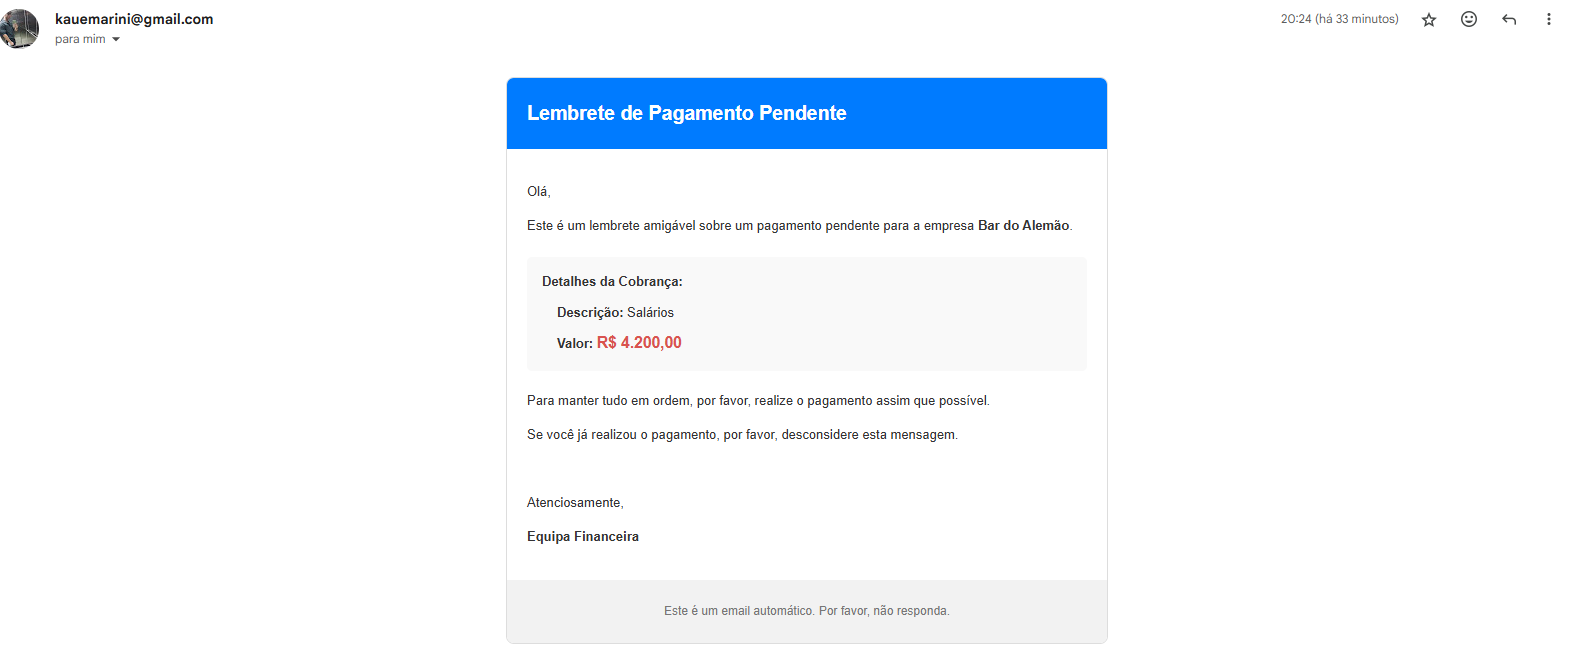 kauemarini@gmail.com
20:24 (há 33 minutos)
para mim
Lembrete de Pagamento Pendente
Olá,
Este é um lembrete amigável sobre um pagamento pendente para a empresa Bar do Alemão.
Detalhes da Cobrança:
Descrição: Salários
Valor: R$ 4.200,00
Para manter tudo em ordem, por favor, realize o pagamento assim que possível.
Se você já realizou o pagamento, por favor, desconsidere esta mensagem.
Atenciosamente,
Equipa Financeira
Este é um email automático. Por favor, não responda.